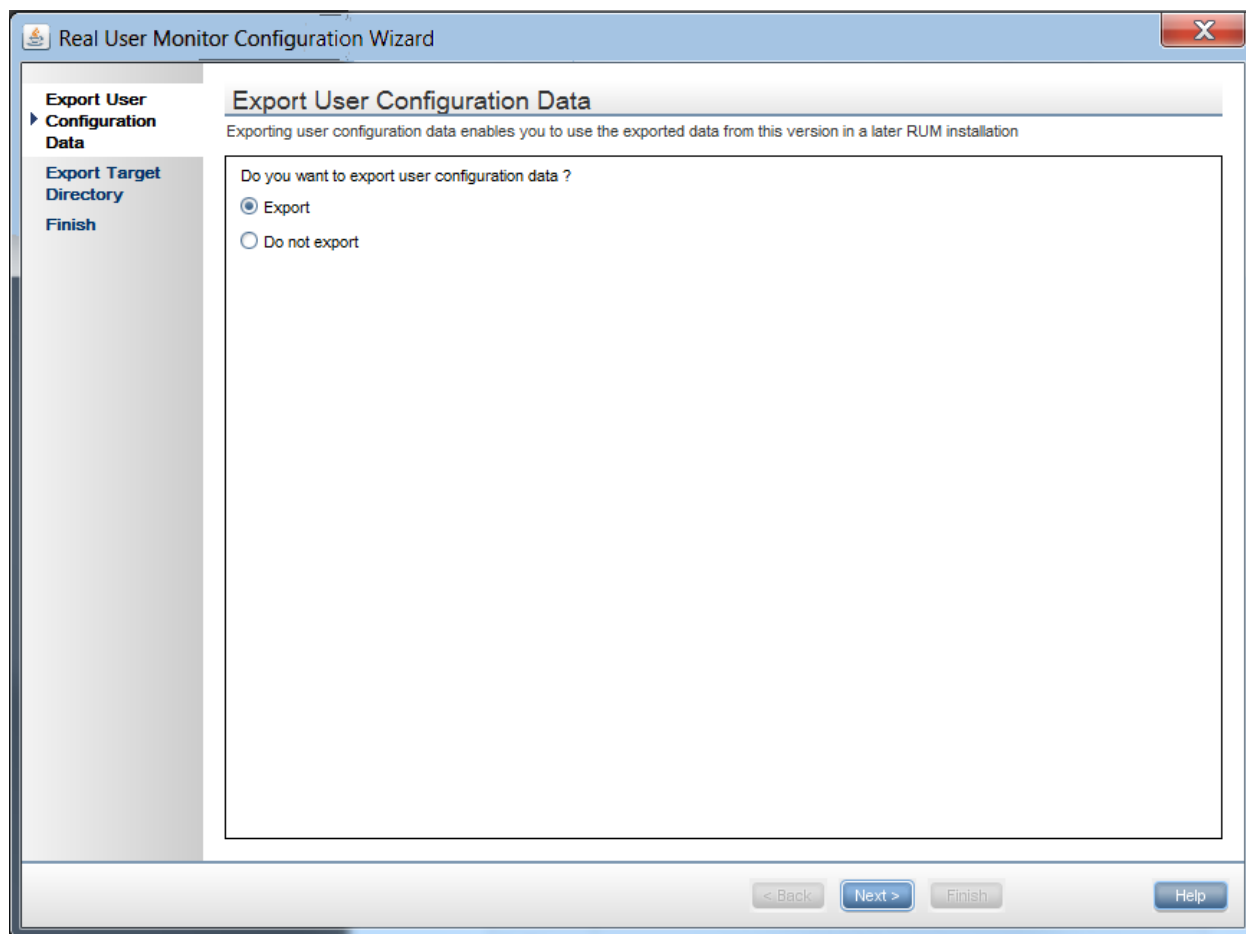 Real User Monitor Configuration Wizard
Export User
Configuration
Data
Export Target
Directory
Finish
Export User Configuration Data
Exporting user configuration data enables you to use the exported data from this version in a later RUM installation
Do you want to export user configuration data ?
Export
Do not export
< Back
Next >
Finish
Help